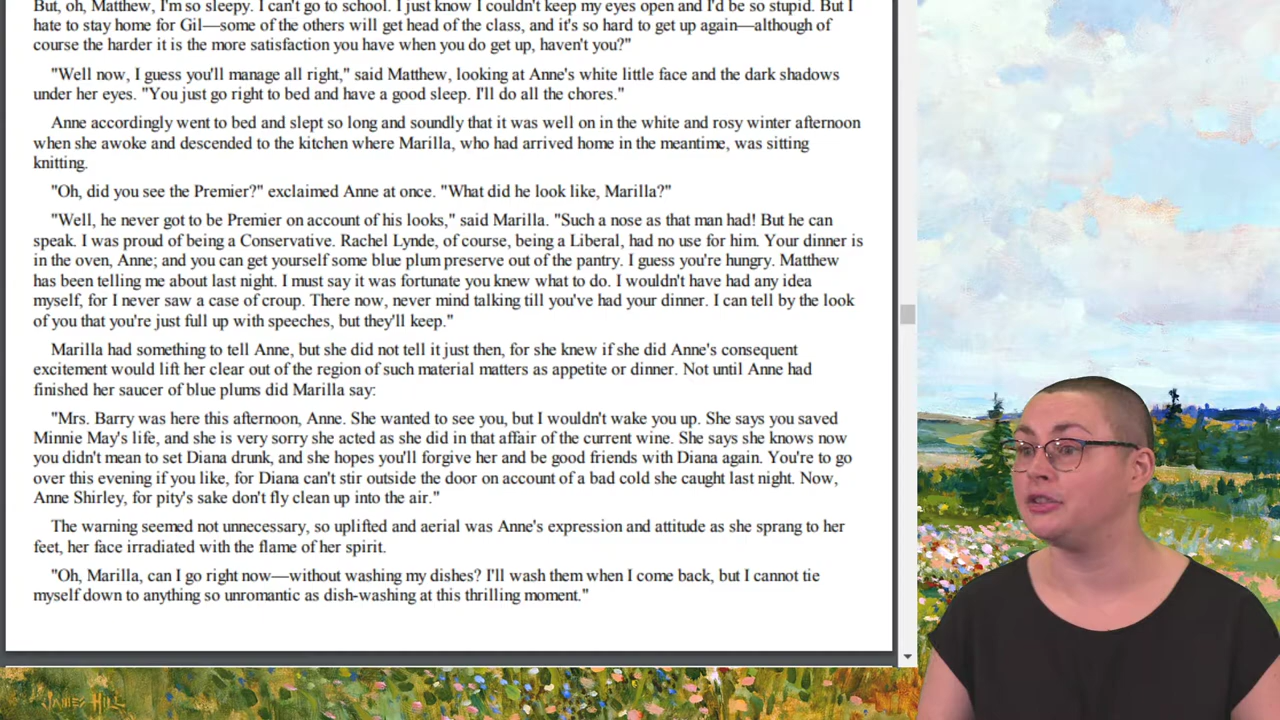 But, oh, Matthew, I'm so sleepy. I can't go to school. I just know I couldn't keep my eyes open and I'd be so stupid. But I
hate to stay home for Gil—some of the others will get head of the class, and it's so hard to get up again—although of
course the harder it is the more satisfaction you have when you do get up, haven't you?"
"Well now, I guess you'll manage all right," said Matthew, looking at Anne's white little face and the dark shadows
under her eyes. "You just go right to bed and have a good sleep. I'll do all the chores."
Anne accordingly went to bed and slept so long and soundly that it was well on in the white and rosy winter afternoon
when she awoke and descended to the kitchen where Marilla, who had arrived home in the meantime, was sitting
knitting.
"Oh, did you see the Premier?" exclaimed Anne at once. "What did he look like, Marilla?"
"Well, he never got to be Premier on account of his looks," said Marilla. "Such a nose as that man had! But he can
speak. I was proud of being a Conservative. Rachel Lynde, of course, being a Liberal, had no use for him. Your dinner is
in the oven, Anne; and you can get yourself some blue plum preserve out of the pantry. I guess you're hungry. Matthew
has been telling me about last night. I must say it was fortunate you knew what to do. I wouldn't have had any idea
myself, for I never saw a case of croup. There now, never mind talking till you've had your dinner. I can tell by the look
of you that you're just full up with speeches, but they'll keep."
Marilla had something to tell Anne, but she did not tell it just then, for she knew if she did Anne's consequent
excitement would lift her clear out of the region of such material matters as appetite or dinner. Not until Anne had
finished her saucer of blue plums did Marilla say:
"Mrs. Barry was here this afternoon, Anne. She wanted to see you, but I wouldn't wake you up. She says you saved
Minnie May's life, and she is very sorry she acted as she did in that affair of the current wine. She says she knows now
you didn't mean to set Diana drunk, and she hopes you'll forgive her and be good friends with Diana again. You're to go
over this evening if you like, for Diana can't stir outside the door on account of a bad cold she caught last night. Now,
Anne Shirley, for pity's sake don't fly clean up into the air."
The warning seemed not unnecessary, so uplifted and aerial was Anne's expression and attitude as she sprang to her
feet, her face irradiated with the flame of her spirit.
"Oh, Marilla, can I go right now—without washing my dishes? I'll wash them when I come back, but I cannot tie
myself down to anything so unromantic as dish-washing at this thrilling moment."
JAMES HILL